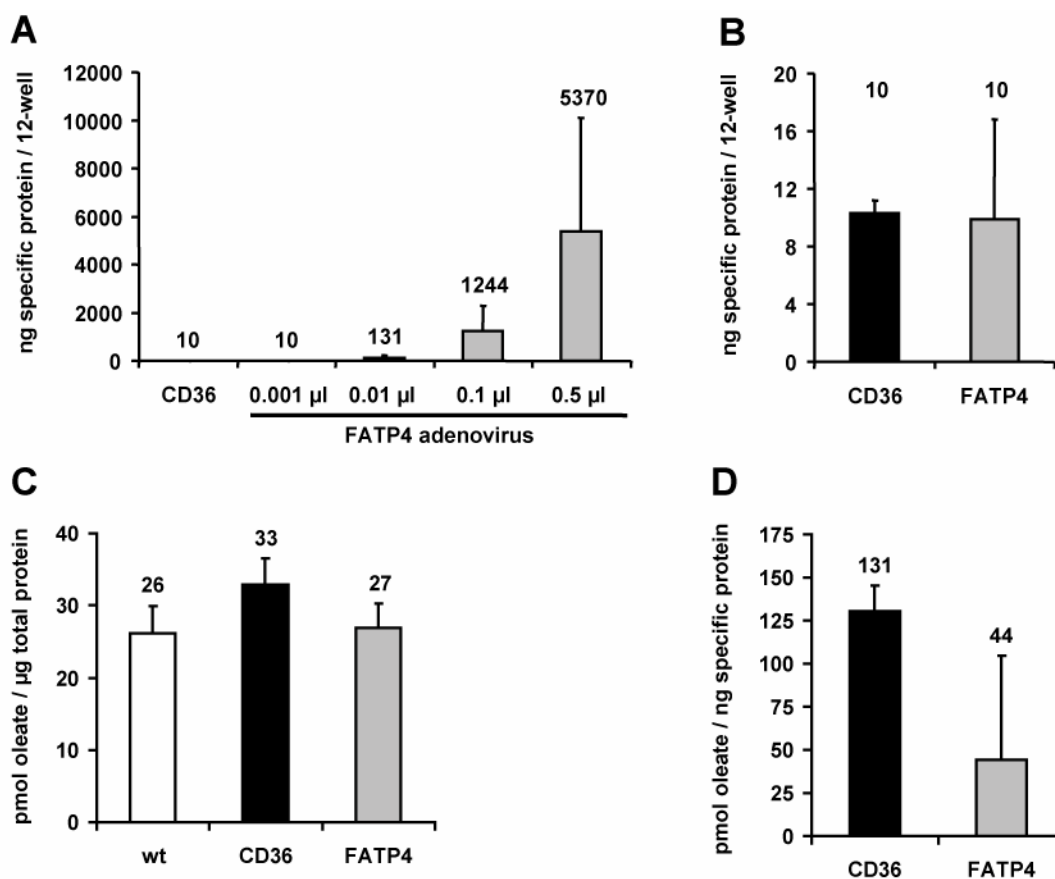 A
ng specific protein / 12-well
12000
10000
8000
6000
4000
2000
0
10
10
131
1244
5370
CD36
0.001 µl
0.01 µl
0.1 µl
0.5 µl
FATP4 adenovirus
B
ng specific protein / 12-well
20
16
12
8
4
0
10
10
CD36
FATP4
C
pmol oleate / µg total protein
40
30
20
10
0
26
33
27
wt
CD36
FATP4
D
pmol oleate / ng specific protein
175
150
125
100
75
50
25
0
131
44
CD36
FATP4